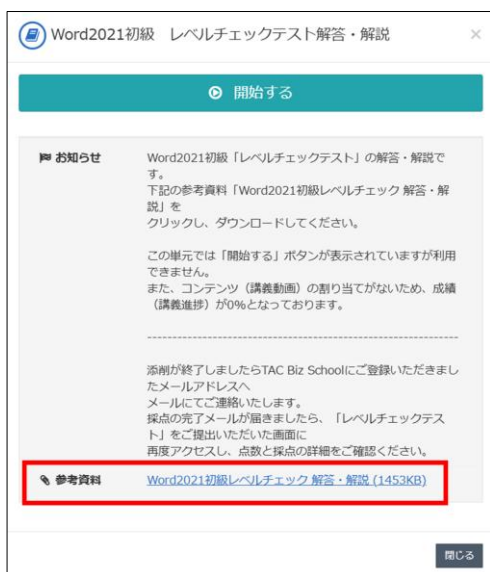 Word2021初級　レベルチェックテスト解答・解説
×
開始する
お知らせ
Word2021初級「レベルチェックテスト」の解答・解説で
す。
下記の参考資料「Word2021初級レベルチェック 解答・解
説」を
クリックし、ダウンロードしてください。
この単元では「開始する」ボタンが表示されていますが利用
できません。
また、コンテンツ（講義動画）の割り当てがないため、成績
（講義進捗）が0%となっております。
--------------------------------------------------------------
添削が終了しましたらTAC Biz Schoolにご登録いただきまし
たメールアドレスへ
メールにてご連絡いたします。
採点の完了メールが届きましたら、「レベルチェックテス
ト」をご提出いただいた画面に
再度アクセスし、点数と採点の詳細をご確認ください。
参考資料
Word2021初級レベルチェック 解答・解説 (1453KB)
閉じる